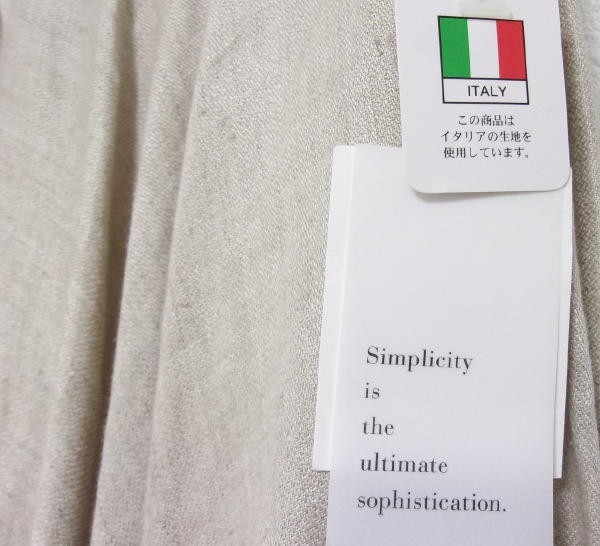 ITALY
この商品は
イタリアの生地を
使用しています。
Simplicity
is
the
ultimate
sophistication.